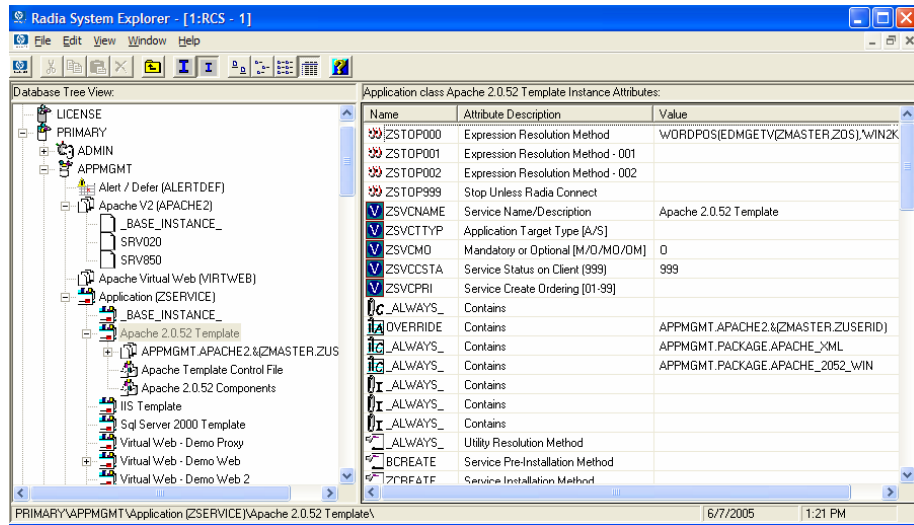 Radia System Explorer - [1:RCS - 1]
File Edit View Window Help
Database Tree View:
LICENSE
PRIMARY
ADMIN
APPMGMT
Alert / Defer (ALERTDEF)
Apache V2 (APACHE2)
_BASE_INSTANCE_
SRV020
SRV850
Apache Virtual Web (VIRTWEB)
Application (ZSERVICE)
_BASE_INSTANCE_
Apache 2.0.52 Template
APPMGMT.APACHE2.&(ZMASTER.ZUS
Apache Template Control File
Apache 2.0.52 Components
IIS Template
Sql Server 2000 Template
Virtual Web - Demo Proxy
Virtual Web - Demo Web
Virtual Web - Demo Web 2
Application class Apache 2.0.52 Template Instance Attributes:
Name Attribute Description Value
ZSTOP000 Expression Resolution Method WORDPOS(EDMGETV(ZMASTER,ZOS),'WIN2K
ZSTOP001 Expression Resolution Method - 001
ZSTOP002 Expression Resolution Method - 002
ZSTOP999 Stop Unless Radia Connect
ZSVCNAME Service Name/Description Apache 2.0.52 Template
ZSVCTTYP Application Target Type [A/S]
ZSVCMO Mandatory or Optional [M/O/MO/OM] O
ZSVCCSTA Service Status on Client (999) 999
ZSVCPRI Service Create Ordering [01-99]
_ALWAYS_ Contains
OVERRIDE Contains APPMGMT.APACHE2.&(ZMASTER.ZUSERID)
_ALWAYS_ Contains APPMGMT.PACKAGE.APACHE_XML
_ALWAYS_ Contains APPMGMT.PACKAGE.APACHE_2052_WIN
_ALWAYS_ Contains
_ALWAYS_ Contains
_ALWAYS_ Contains
_ALWAYS_ Utility Resolution Method
BCREATE Service Pre-Installation Method
ZCREATE Service Installation Method
PRIMARY\APPMGMT\Application (ZSERVICE)\Apache 2.0.52 Template\ 6/7/2005 1:21 PM